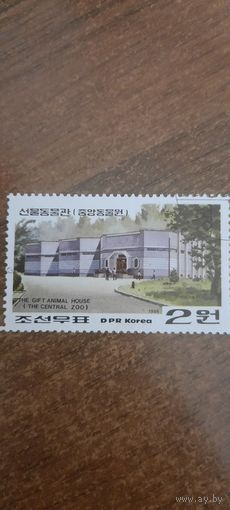 선물동물관(중앙동물원)
THE GIFT ANIMAL HOUSE
(THE CENTRAL ZOO)
조선우표 DPR Korea 2원
ay.by